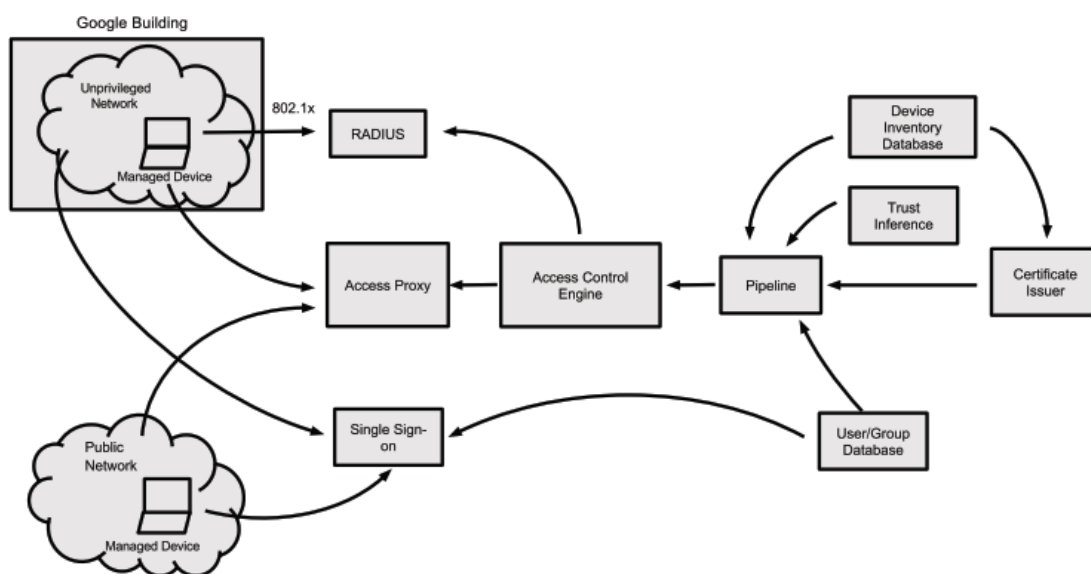 Google Building
Unprivileged
Network
Managed Device
802.1x
RADIUS
Device
Inventory
Database
Trust
Inference
Access Proxy
Access Control
Engine
Pipeline
Certificate
Issuer
Public
Network
Managed Device
Single Sign-
on
User/Group
Database